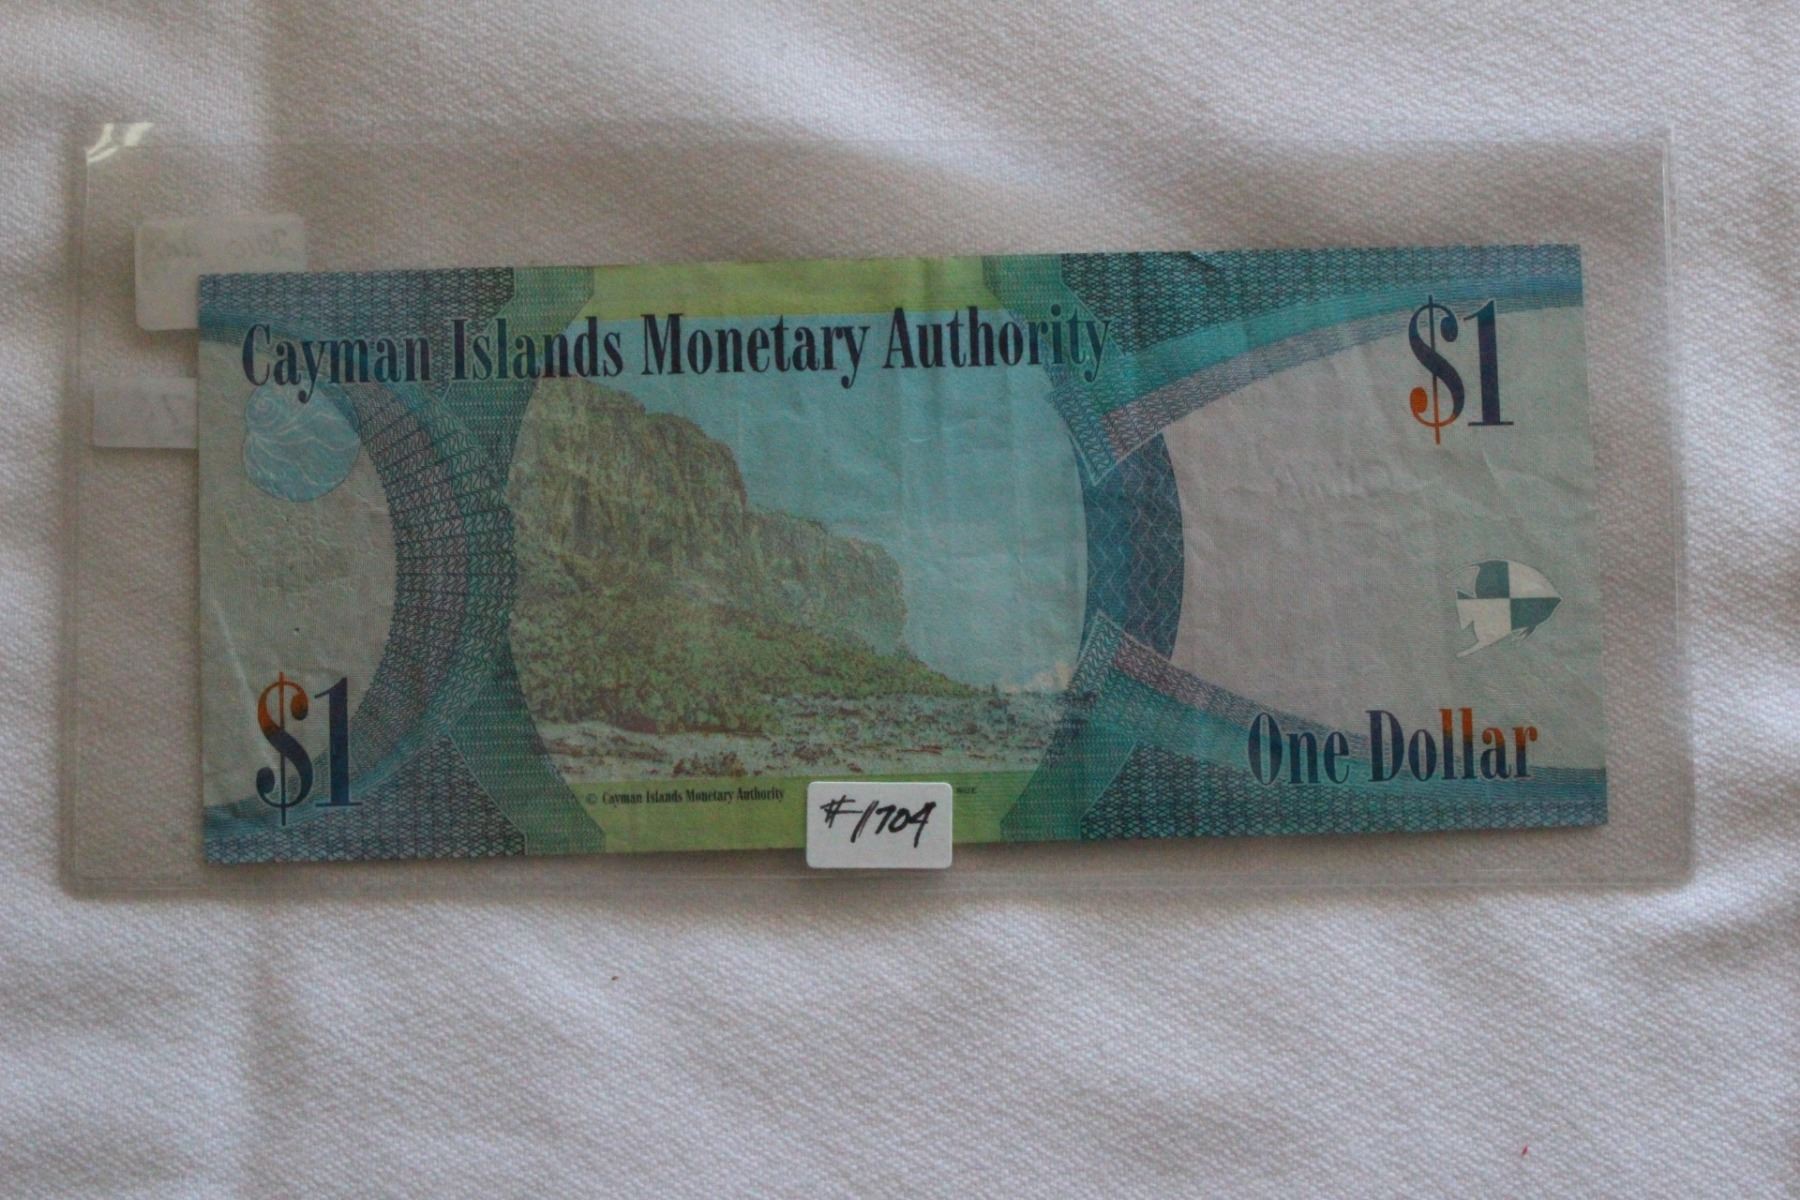 Cayman Islands Monetary Authority
$1
$1
One Dollar
© Cayman Islands Monetary Authority
#1704